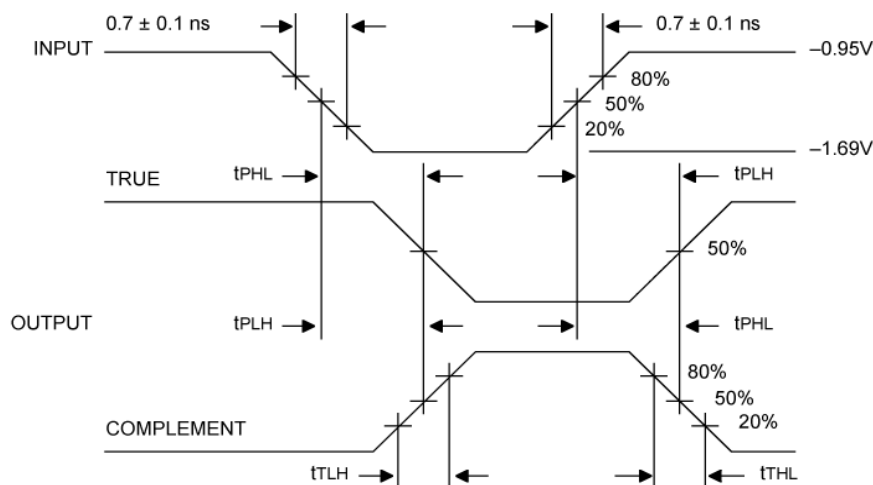 0.7 ± 0.1 ns 0.7 ± 0.1 ns
INPUT –0.95V
80%
50%
20%
–1.69V
tPHL tPLH
TRUE
50%
OUTPUT tPLH tPHL
80%
50%
20%
COMPLEMENT
tTLH tTHL